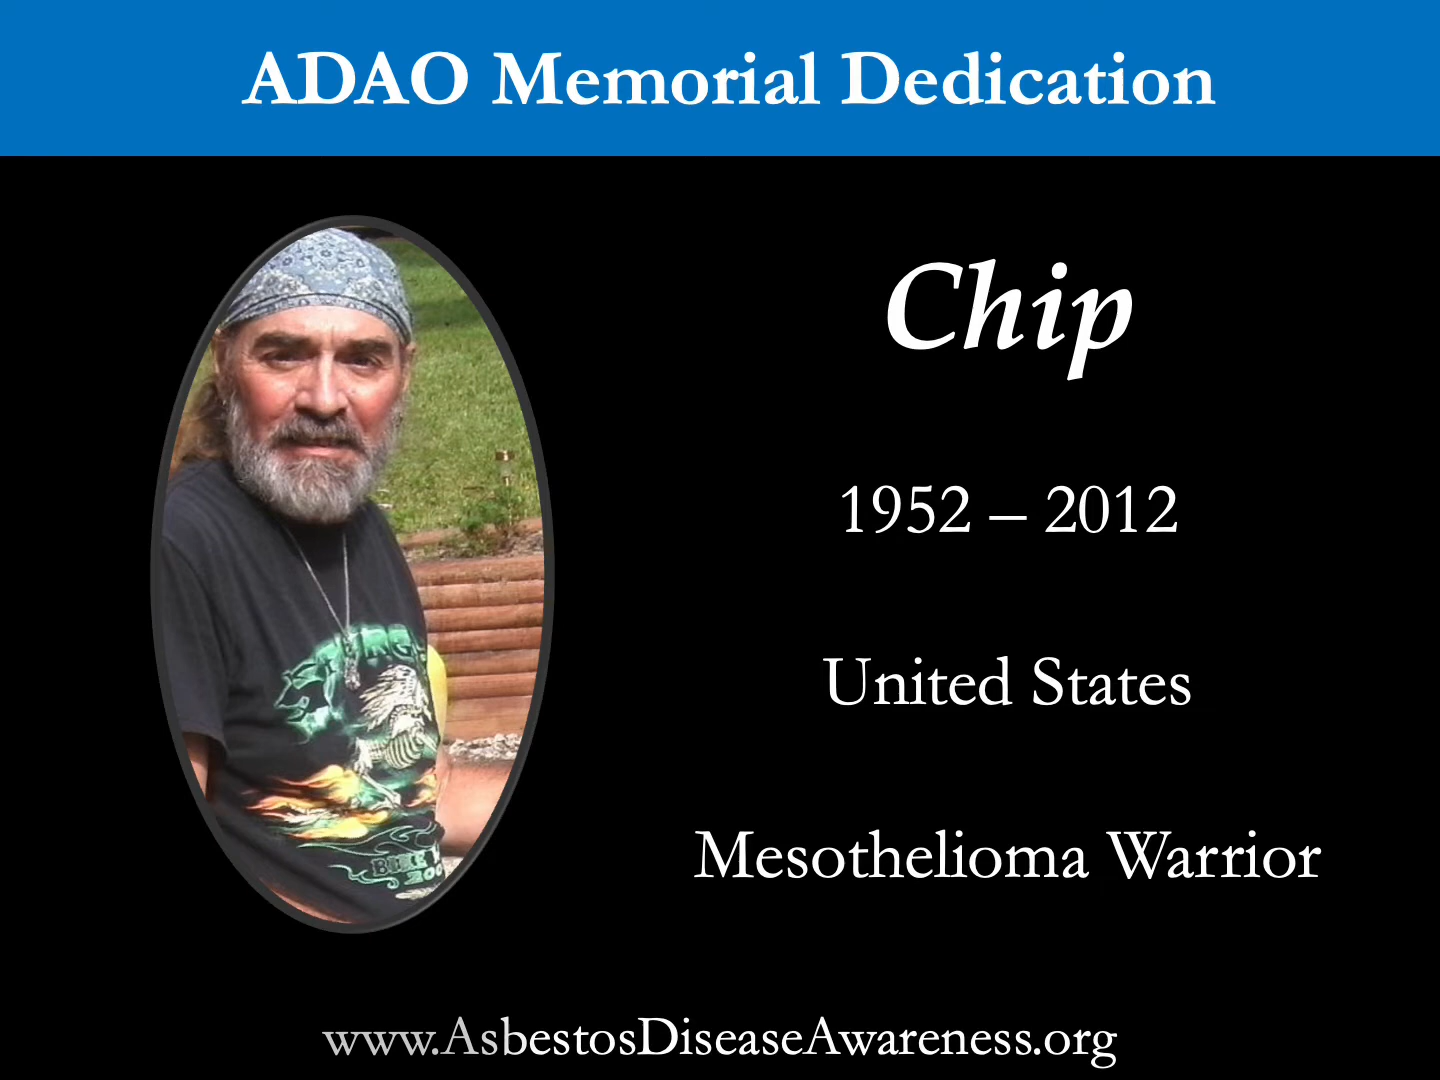 ADAO Memorial Dedication
Chip
1952 – 2012
United States
Mesothelioma Warrior
www.AsbestosDiseaseAwareness.org